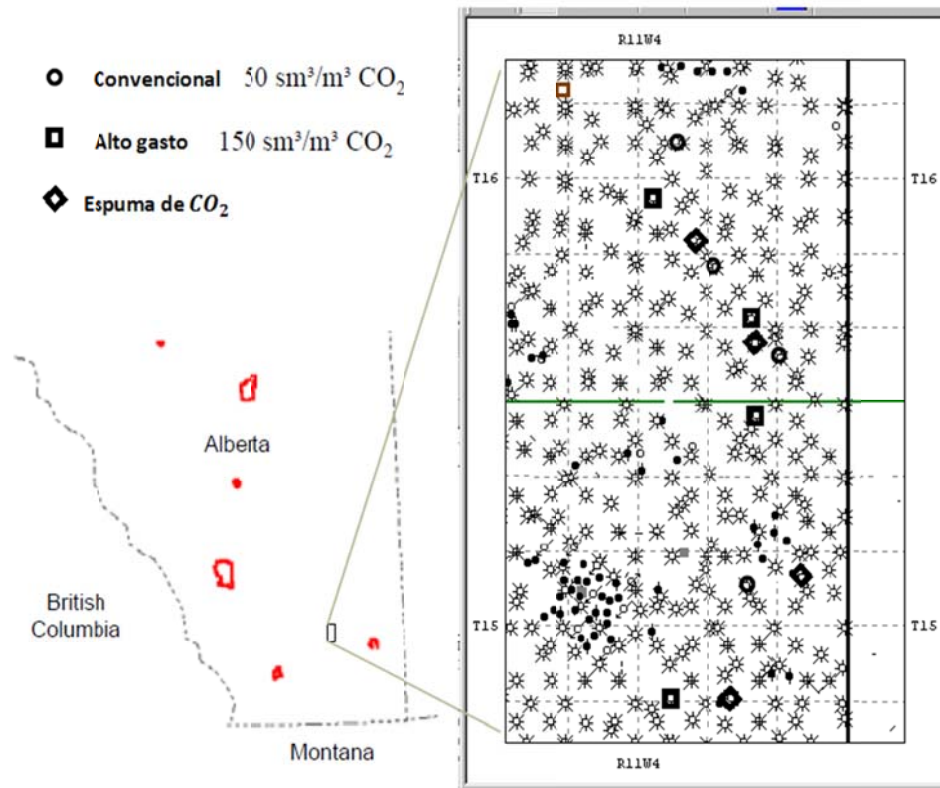 Convencional 50 sm³/m³ CO₂
Alto gasto 150 sm³/m³ CO₂
Espuma de CO₂
Alberta
British
Columbia
Montana
R11W4
T16 T16
T15 T15
R11W4